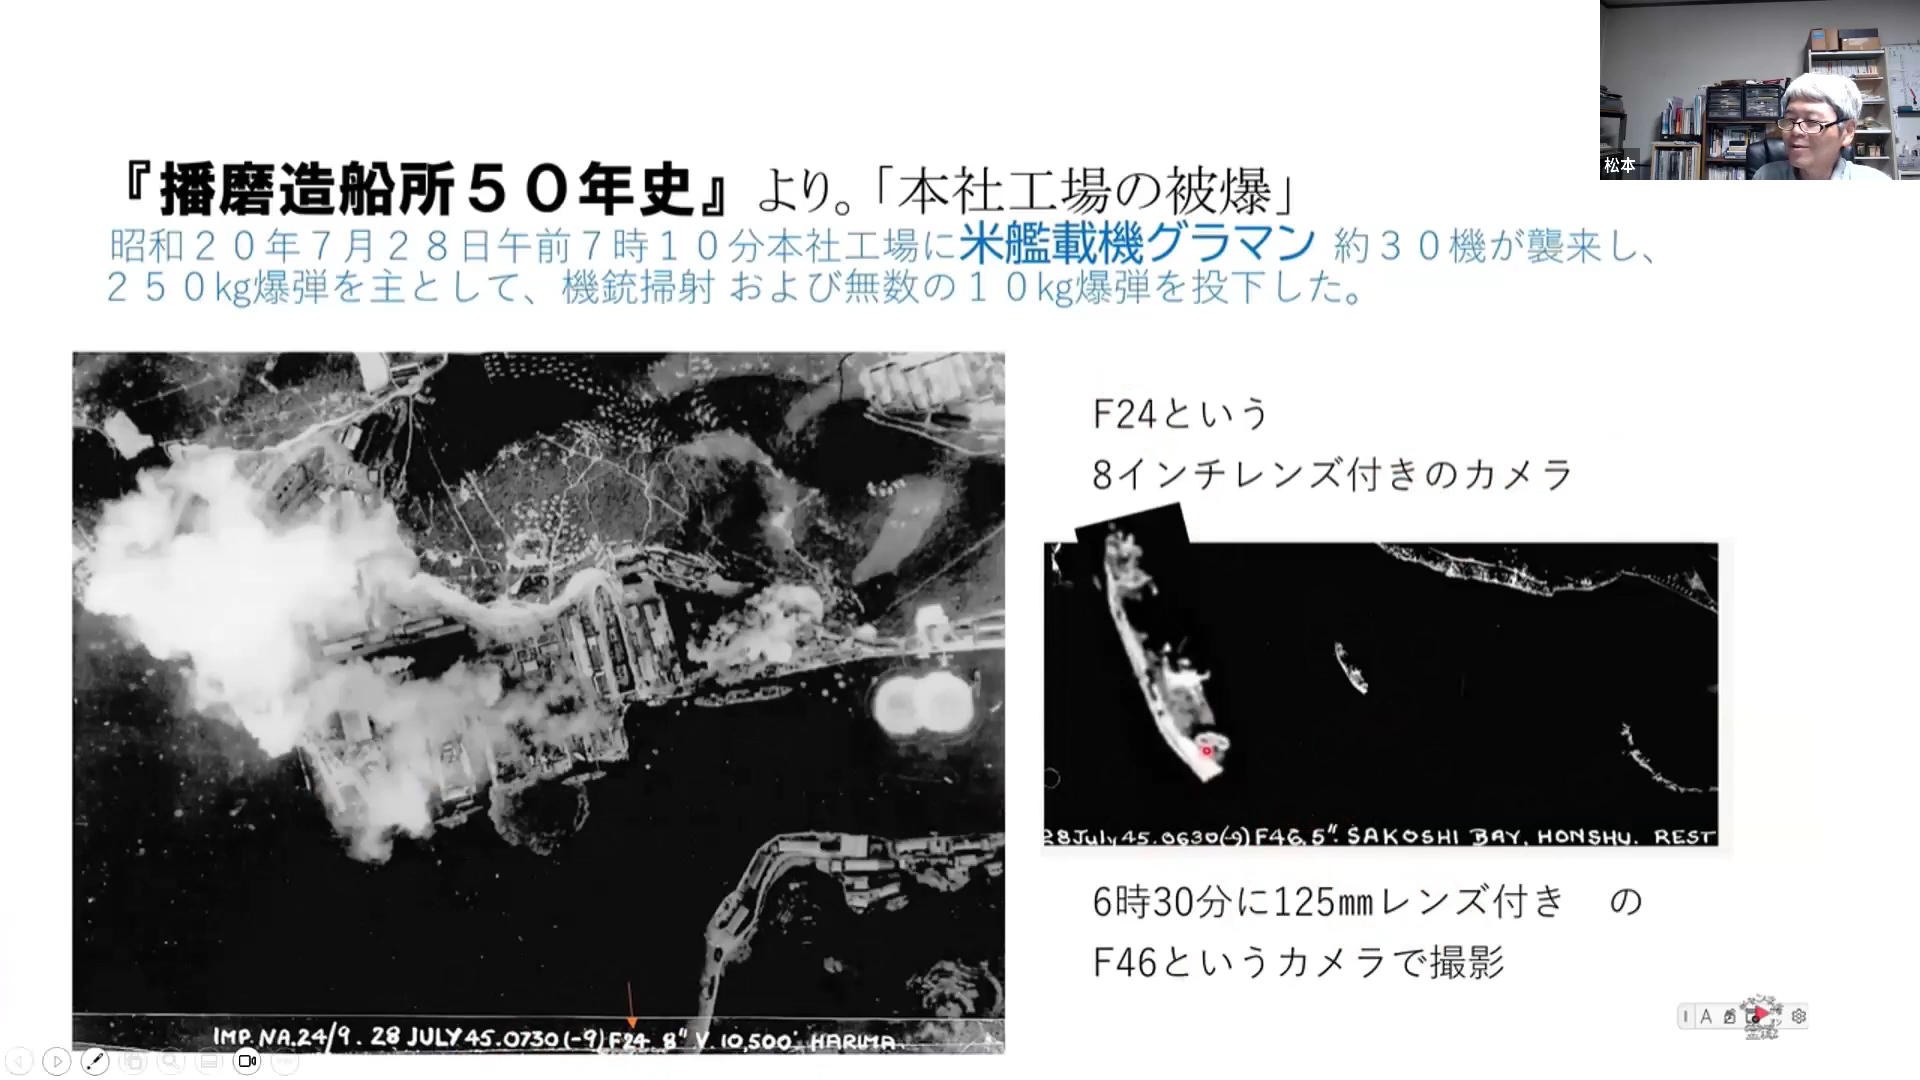 松本
『播磨造船所５０年史』より。「本社工場の被爆」
昭和２０年７月２８日午前７時１０分本社工場に米艦載機グラマン 約３０機が襲来し、
２５０kg爆弾を主として、機銃掃射 および無数の１０kg爆弾を投下した。
F24という
8インチレンズ付きのカメラ
28July45.0630(-9)F46.5". SAKOSHI BAY, HONSHU. REST
6時30分に125㎜レンズ付き　の
F46というカメラで撮影
IMP. NA.24/9. 28 JULY 45.0730(-9)F24 8" V. 10,500' HARIMA.
A